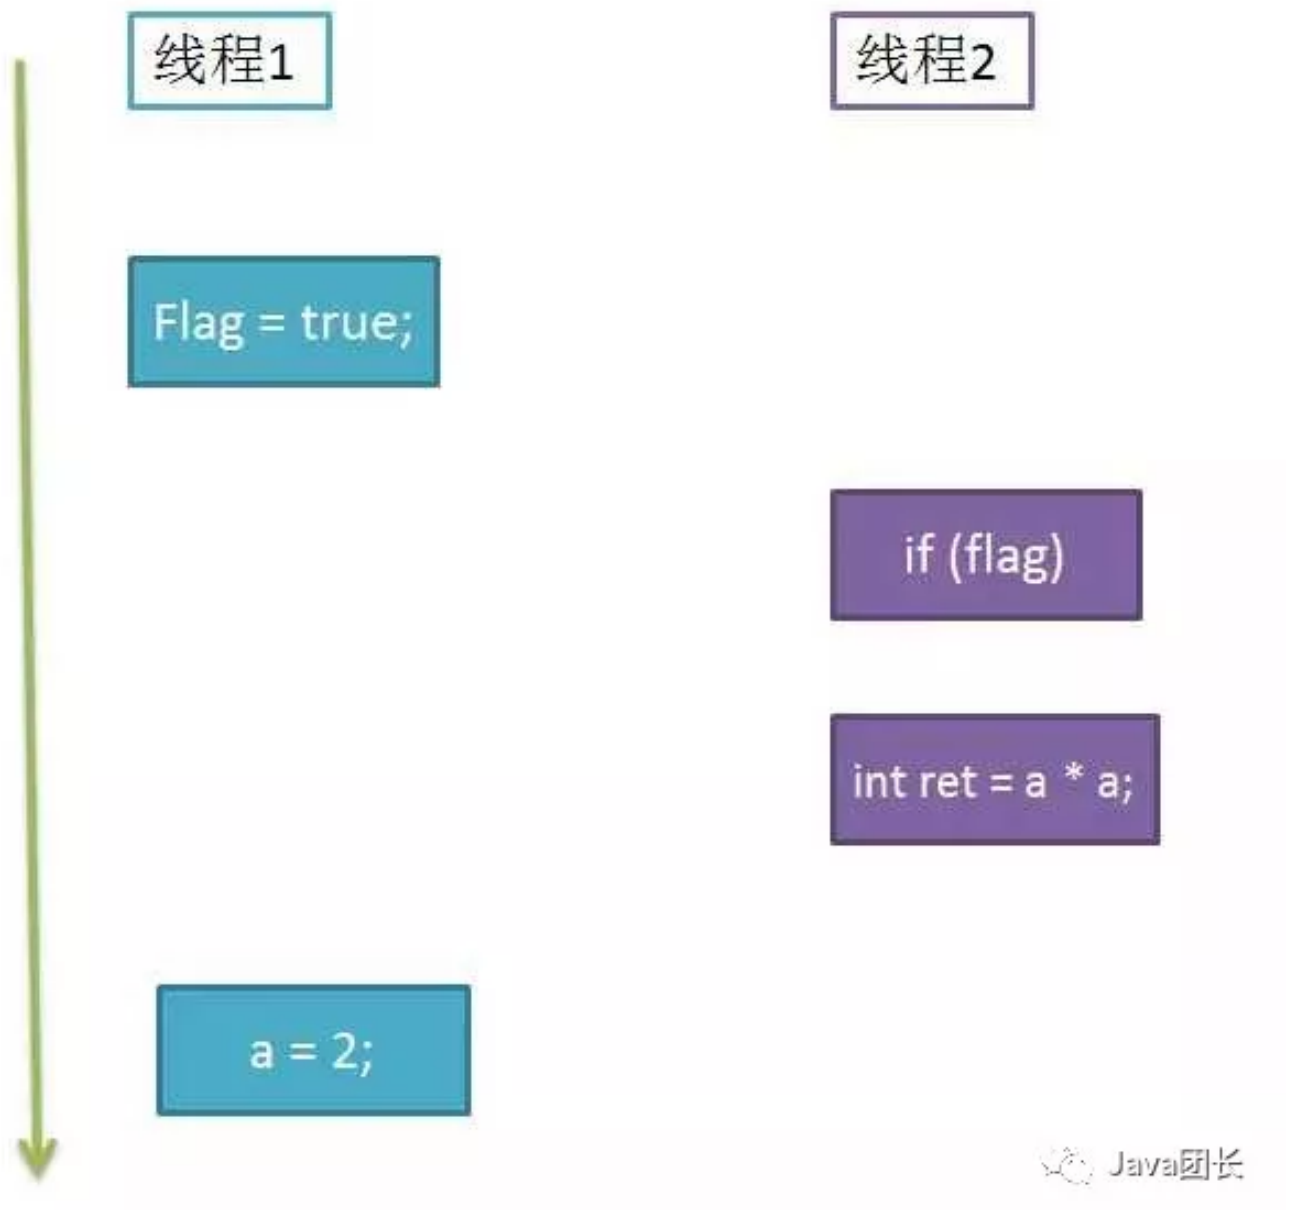 线程1
线程2
Flag = true;
if (flag)
int ret = a * a;
a = 2;
Java团长